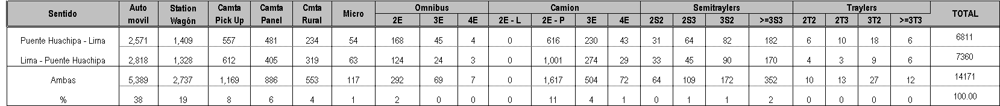 Sentido Auto movil Station Wagón Camta Pick Up Camta Panel Cmta Rural Micro Omnibus Camion Semitraylers Traylers TOTAL
2E 3E 4E 2E - L 2E - P 3E 4E 2S2 2S3 3S2 >=3S3 2T2 2T3 3T2 >=3T3
Puente Huachipa - Lima 2,571 1,409 557 481 234 54 168 45 4 0 616 230 43 31 64 82 182 6 10 18 6 6811
Lima - Puente Huachipa 2,818 1,328 612 405 319 63 124 24 3 0 1,001 274 29 33 45 90 170 4 3 9 6 7360
Ambas 5,389 2,737 1,169 886 553 117 292 69 7 0 1,617 504 72 64 109 172 352 10 13 27 12 14171
% 38 19 8 6 4 1 2 0 0 0 11 4 1 0 1 1 2 0 0 0 0 100.00